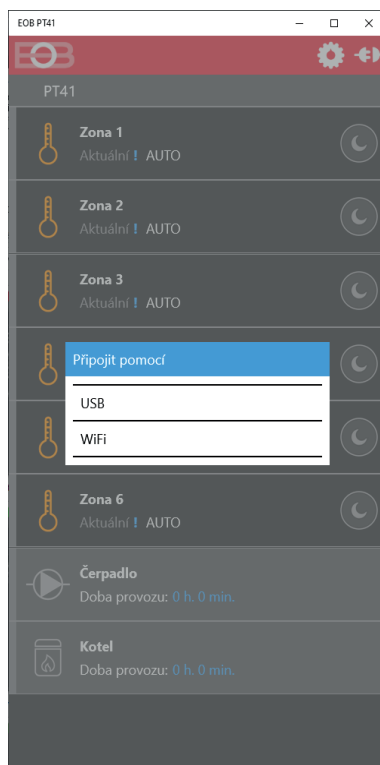 EOB PT41
EOB
PT41
Zona 1
Aktuální ! AUTO
Zona 2
Aktuální ! AUTO
Zona 3
Aktuální ! AUTO
Připojit pomocí
USB
WiFi
Zona 6
Aktuální ! AUTO
Čerpadlo
Doba provozu: 0 h. 0 min.
Kotel
Doba provozu: 0 h. 0 min.